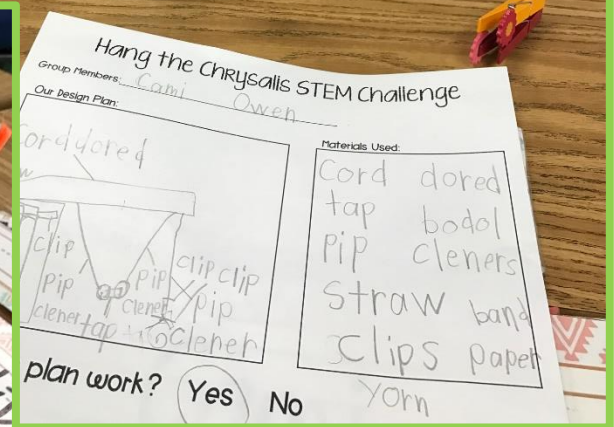 Hang the Chrysalis STEM Challenge
Group Members: Cami Owen
Our Design Plan:
Corddored
clip
pip
clener
tap
pip
clener
clip clip
pip
clener
Materials Used:
Cord dored
tap bodol
pip cleners
Straw band
Clips paper
Yorn
plan work? Yes No